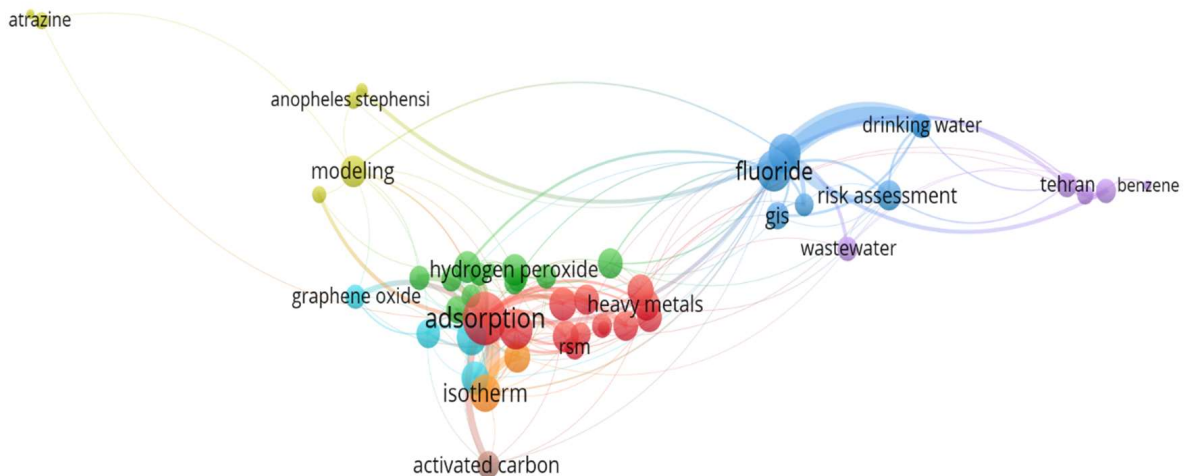 atrazine
anopheles stephensi
drinking water
modeling
fluoride
tehran
benzene
risk assessment
gis
wastewater
hydrogen peroxide
graphene oxide
heavy metals
adsorption
rsm
isotherm
activated carbon